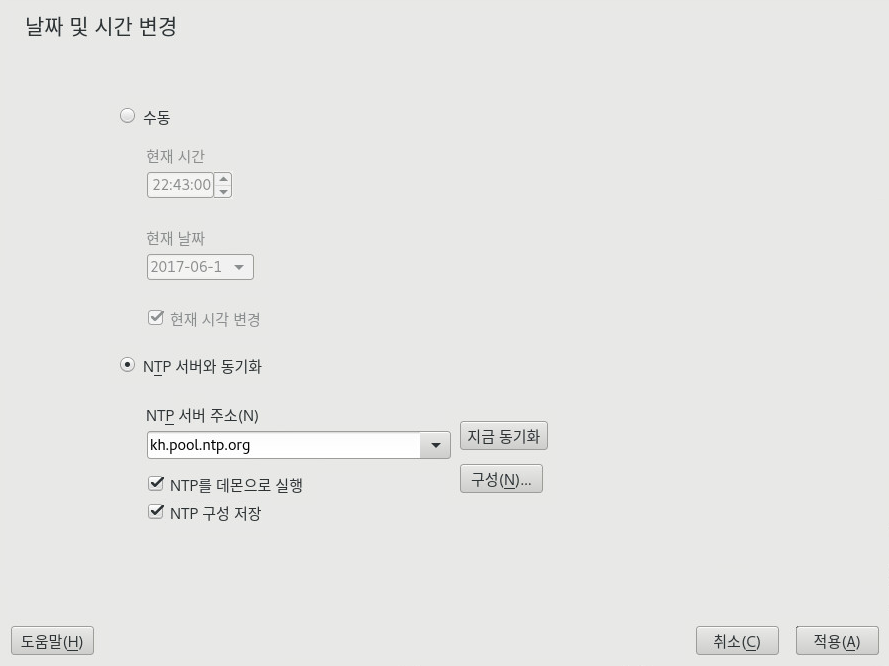 날짜 및 시간 변경
수동
현재 시간
22:43:00
현재 날짜
2017-06-1
현재 시각 변경
NTP 서버와 동기화
NTP 서버 주소(N)
kh.pool.ntp.org
지금 동기화
NTP를 데몬으로 실행
구성(N)...
NTP 구성 저장
도움말(H)
취소(C)
적용(A)